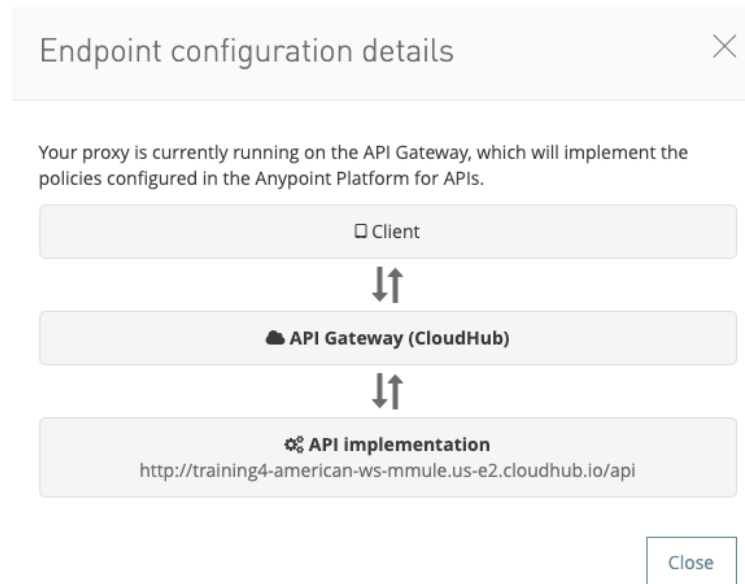 Endpoint configuration details
Your proxy is currently running on the API Gateway, which will implement the
policies configured in the Anypoint Platform for APIs.
Client
API Gateway (CloudHub)
API implementation
http://training4-american-ws-mmule.us-e2.cloudhub.io/api
Close